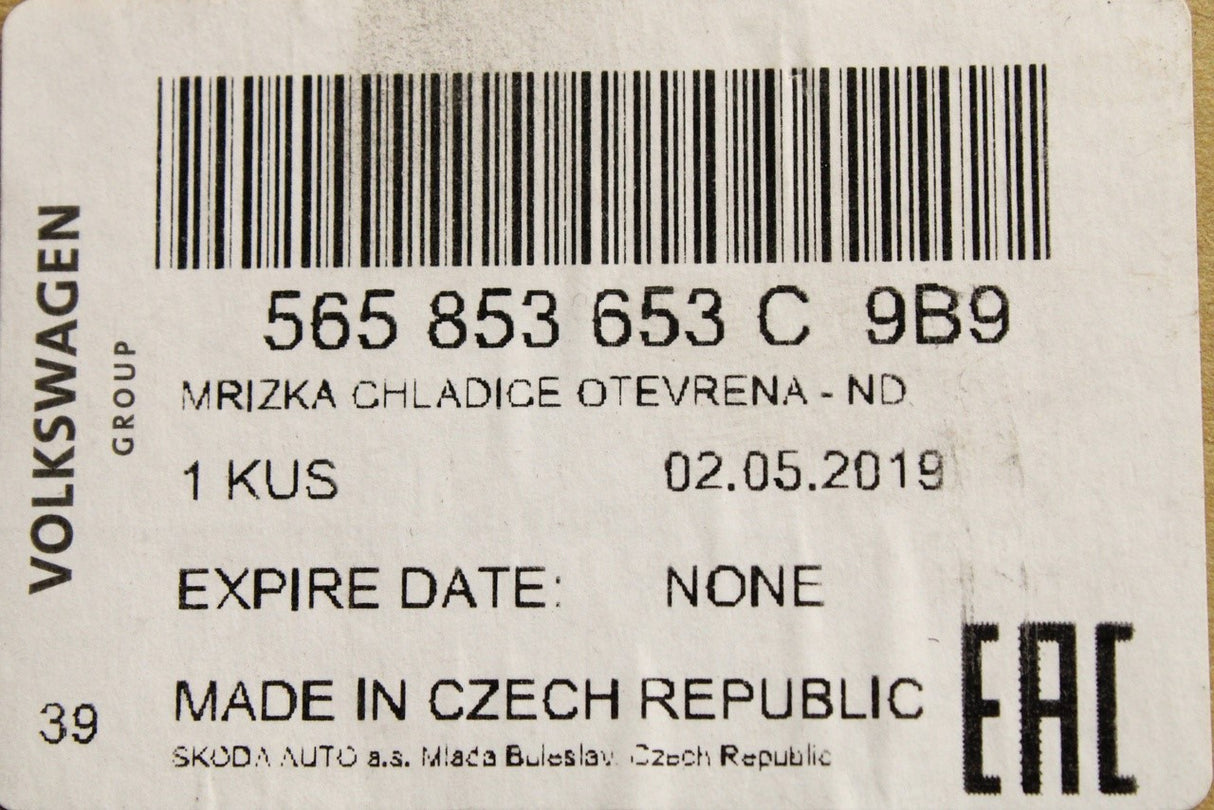 VOLKSWAGEN
GROUP
565 853 653 C 9B9
MRIZKA CHLADICE OTEVRENA - ND
1 KUS 02.05.2019
EXPIRE DATE: NONE
MADE IN CZECH REPUBLIC
SKODA AUTO a.s. Mlada Boleslav, Czech Republic
39
EAC